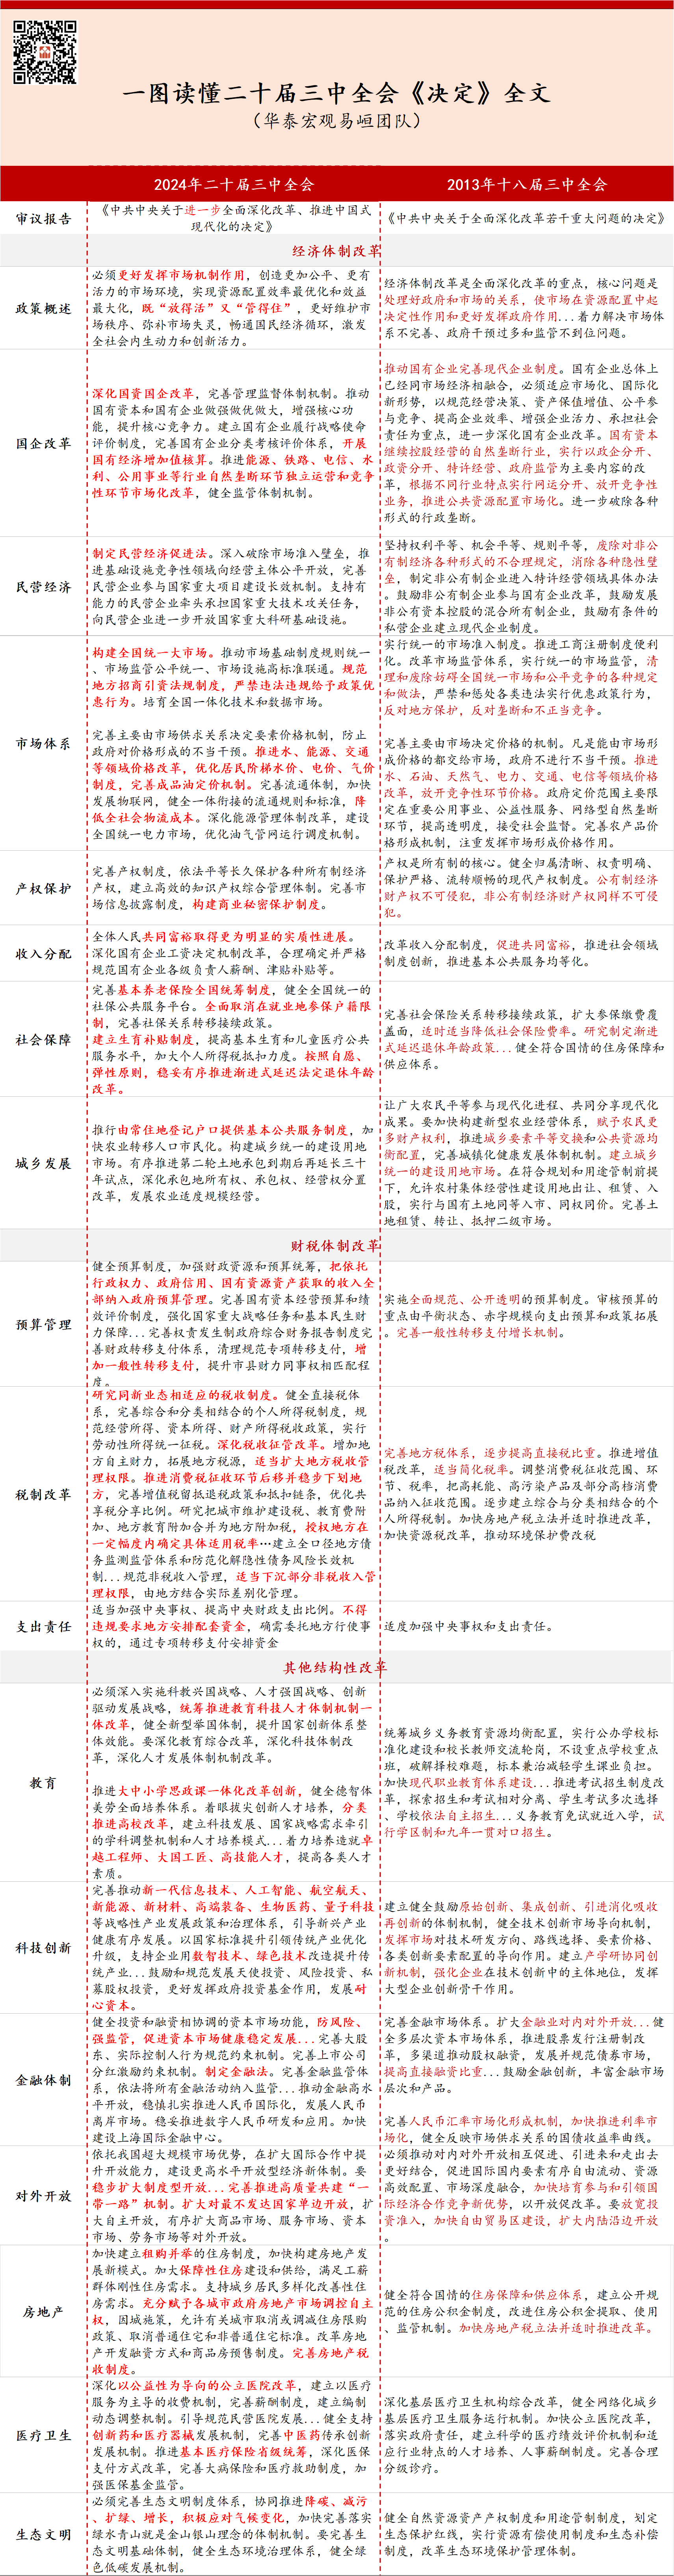 一图读懂二十届三中全会《决定》全文
（华泰宏观易峘团队）
2024年二十届三中全会
2013年十八届三中全会
审议报告
《中共中央关于进一步全面深化改革、推进中国式
现代化的决定》
《中共中央关于全面深化改革若干重大问题的决定》
经济体制改革
政策概述
必须更好发挥市场机制作用，创造更加公平、更有
活力的市场环境，实现资源配置效率最优化和效益
最大化，既“放得活”又“管得住”，更好维护市
场秩序、弥补市场失灵，畅通国民经济循环，激发
全社会内生动力和创新活力。
经济体制改革是全面深化改革的重点，核心问题是
处理好政府和市场的关系，使市场在资源配置中起
决定性作用和更好发挥政府作用...着力解决市场体
系不完善、政府干预过多和监管不到位问题。
国企改革
深化国资国企改革，完善管理监督体制机制。推动
国有资本和国有企业做强做优做大，增强核心功
能，提升核心竞争力。建立国有企业履行战略使命
评价制度，完善国有企业分类考核评价体系，开展
国有经济增加值核算。推进能源、铁路、电信、水
利、公用事业等行业自然垄断环节独立运营和竞争
性环节市场化改革，健全监管体制机制。
推动国有企业完善现代企业制度。国有企业总体上
已经同市场经济相融合，必须适应市场化、国际化
新形势，以规范经营决策、资产保值增值、公平参
与竞争、提高企业效率、增强企业活力、承担社会
责任为重点，进一步深化国有企业改革。国有资本
继续控股经营的自然垄断行业，实行以政企分开、
政资分开、特许经营、政府监管为主要内容的改
革，根据不同行业特点实行网运分开、放开竞争性
业务，推进公共资源配置市场化。进一步破除各种
形式的行政垄断。
民营经济
制定民营经济促进法。深入破除市场准入壁垒，推
进基础设施竞争性领域向经营主体公平开放，完善
民营企业参与国家重大项目建设长效机制。支持有
能力的民营企业牵头承担国家重大技术攻关任务，
向民营企业进一步开放国家重大科研基础设施。
坚持权利平等、机会平等、规则平等，废除对非公
有制经济各种形式的不合理规定，消除各种隐性壁
垒，制定非公有制企业进入特许经营领域具体办法
。鼓励非公有制企业参与国有企业改革，鼓励发展
非公有资本控股的混合所有制企业，鼓励有条件的
私营企业建立现代企业制度。
市场体系
构建全国统一大市场。推动市场基础制度规则统一
、市场监管公平统一、市场设施高标准联通。规范
地方招商引资法规制度，严禁违法违规给予政策优
惠行为。培育全国一体化技术和数据市场。
完善主要由市场供求关系决定要素价格机制，防止
政府对价格形成的不当干预。推进水、能源、交通
等领域价格改革，优化居民阶梯水价、电价、气价
制度，完善成品油定价机制。完善流通体制，加快
发展物联网，健全一体衔接的流通规则和标准，降
低全社会物流成本。深化能源管理体制改革，建设
全国统一电力市场，优化油气管网运行调度机制。
实行统一的市场准入制度。推进工商注册制度便利
化。改革市场监管体系，实行统一的市场监管，清
理和废除妨碍全国统一市场和公平竞争的各种规定
和做法，严禁和惩处各类违法实行优惠政策行为，
反对地方保护，反对垄断和不正当竞争。
完善主要由市场决定价格的机制。凡是能由市场形
成价格的都交给市场，政府不进行不当干预。推进
水、石油、天然气、电力、交通、电信等领域价格
改革，放开竞争性环节价格。政府定价范围主要限
定在重要公用事业、公益性服务、网络型自然垄断
环节，提高透明度，接受社会监督。完善农产品价
格形成机制，注重发挥市场形成价格作用。
产权保护
完善产权制度，依法平等长久保护各种所有制经济
产权，建立高效的知识产权综合管理体制。完善市
场信息披露制度，构建商业秘密保护制度。
产权是所有制的核心。健全归属清晰、权责明确、
保护严格、流转顺畅的现代产权制度。公有制经济
财产权不可侵犯，非公有制经济财产权同样不可侵
犯。
收入分配
全体人民共同富裕取得更为明显的实质性进展。
深化国有企业工资决定机制改革，合理确定并严格
规范国有企业各级负责人薪酬、津贴补贴等。
改革收入分配制度，促进共同富裕，推进社会领域
制度创新，推进基本公共服务均等化。
社会保障
完善基本养老保险全国统筹制度，健全全国统一的
社保公共服务平台。全面取消在就业地参保户籍限
制，完善社保关系转移接续政策。
建立生育补贴制度，提高基本生育和儿童医疗公共
服务水平，加大个人所得税抵扣力度。按照自愿、
弹性原则，稳妥有序推进渐进式延迟法定退休年龄
改革。
完善社会保险关系转移接续政策，扩大参保缴费覆
盖面，适时适当降低社会保险费率。研究制定渐进
式延迟退休年龄政策...健全符合国情的住房保障和
供应体系。
城乡发展
推行由常住地登记户口提供基本公共服务制度，加
快农业转移人口市民化。构建城乡统一的建设用地
市场。有序推进第二轮土地承包到期后再延长三十
年试点，深化承包地所有权、承包权、经营权分置
改革，发展农业适度规模经营。
让广大农民平等参与现代化进程、共同分享现代化
成果。要加快构建新型农业经营体系，赋予农民更
多财产权利，推进城乡要素平等交换和公共资源均
衡配置，完善城镇化健康发展体制机制。建立城乡
统一的建设用地市场。在符合规划和用途管制前提
下，允许农村集体经营性建设用地出让、租赁、入
股，实行与国有土地同等入市、同权同价。完善土
地租赁、转让、抵押二级市场。
财税体制改革
预算管理
健全预算制度，加强财政资源和预算统筹，把依托
行政权力、政府信用、国有资源资产获取的收入全
部纳入政府预算管理。完善国有资本经营预算和绩
效评价制度，强化国家重大战略任务和基本民生财
力保障...完善权责发生制政府综合财务报告制度完
善财政转移支付体系，清理规范专项转移支付，增
加一般性转移支付，提升市县财力同事权相匹配程
度。
实施全面规范、公开透明的预算制度。审核预算的
重点由平衡状态、赤字规模向支出预算和政策拓展
。完善一般性转移支付增长机制。
税制改革
研究同新业态相适应的税收制度。健全直接税体
系，完善综合和分类相结合的个人所得税制度，规
范经营所得、资本所得、财产所得税收政策，实行
劳动性所得统一征税。深化税收征管改革。增加地
方自主财力，拓展地方税源，适当扩大地方税收管
理权限。推进消费税征收环节后移并稳步下划地
方，完善增值税留抵退税政策和抵扣链条，优化共
享税分享比例。研究把城市维护建设税、教育费附
加、地方教育附加合并为地方附加税，授权地方在
一定幅度内确定具体适用税率…建立全口径地方债
务监测监管体系和防范化解隐性债务风险长效机
制...规范非税收入管理，适当下沉部分非税收入管
理权限，由地方结合实际差别化管理。
完善地方税体系，逐步提高直接税比重。推进增值
税改革，适当简化税率。调整消费税征收范围、环
节、税率，把高耗能、高污染产品及部分高档消费
品纳入征收范围。逐步建立综合与分类相结合的个
人所得税制。加快房地产税立法并适时推进改革，
加快资源税改革，推动环境保护费改税
支出责任
适当加强中央事权、提高中央财政支出比例。不得
违规要求地方安排配套资金，确需委托地方行使事
权的，通过专项转移支付安排资金
适度加强中央事权和支出责任。
其他结构性改革
教育
必须深入实施科教兴国战略、人才强国战略、创新
驱动发展战略，统筹推进教育科技人才体制机制一
体改革，健全新型举国体制，提升国家创新体系整
体效能。要深化教育综合改革，深化科技体制改
革，深化人才发展体制机制改革。
推进大中小学思政课一体化改革创新，健全德智体
美劳全面培养体系。着眼拔尖创新人才培养，分类
推进高校改革，建立科技发展、国家战略需求牵引
的学科调整机制和人才培养模式...着力培养造就卓
越工程师、大国工匠、高技能人才，提高各类人才
素质。
统筹城乡义务教育资源均衡配置，实行公办学校标
准化建设和校长教师交流轮岗，不设重点学校重点
班，破解择校难题，标本兼治减轻学生课业负担。
加快现代职业教育体系建设...推进考试招生制度改
革，探索招生和考试相对分离、学生考试多次选择
、学校依法自主招生...义务教育免试就近入学，试
行学区制和九年一贯对口招生。
科技创新
完善推动新一代信息技术、人工智能、航空航天、
新能源、新材料、高端装备、生物医药、量子科技
等战略性产业发展政策和治理体系，引导新兴产业
健康有序发展。以国家标准提升引领传统产业优化
升级，支持企业用数智技术、绿色技术改造提升传
统产业...鼓励和规范发展天使投资、风险投资、私
募股权投资，更好发挥政府投资基金作用，发展耐
心资本。
建立健全鼓励原始创新、集成创新、引进消化吸收
再创新的体制机制，健全技术创新市场导向机制，
发挥市场对技术研发方向、路线选择、要素价格、
各类创新要素配置的导向作用。建立产学研协同创
新机制，强化企业在技术创新中的主体地位，发挥
大型企业创新骨干作用。
金融体制
健全投资和融资相协调的资本市场功能，防风险、
强监管，促进资本市场健康稳定发展...完善大股
东、实际控制人行为规范约束机制。完善上市公司
分红激励约束机制。制定金融法。完善金融监管体
系，依法将所有金融活动纳入监管...推动金融高水
平开放，稳慎扎实推进人民币国际化，发展人民币
离岸市场。稳妥推进数字人民币研发和应用。加快
建设上海国际金融中心。
完善金融市场体系。扩大金融业对内对外开放...健
全多层次资本市场体系，推进股票发行注册制改
革，多渠道推动股权融资，发展并规范债券市场，
提高直接融资比重...鼓励金融创新，丰富金融市场
层次和产品。
完善人民币汇率市场化形成机制，加快推进利率市
场化，健全反映市场供求关系的国债收益率曲线。
对外开放
依托我国超大规模市场优势，在扩大国际合作中提
升开放能力，建设更高水平开放型经济新体制。要
稳步扩大制度型开放...完善推进高质量共建“一
带一路”机制。扩大对最不发达国家单边开放，扩
大自主开放，有序扩大商品市场、服务市场、资本
市场、劳务市场等对外开放。
必须推动对内对外开放相互促进、引进来和走出去
更好结合，促进国际国内要素有序自由流动、资源
高效配置、市场深度融合，加快培育参与和引领国
际经济合作竞争新优势，以开放促改革。要放宽投
资准入，加快自由贸易区建设，扩大内陆沿边开放
。
房地产
加快建立租购并举的住房制度，加快构建房地产发
展新模式。加大保障性住房建设和供给，满足工薪
群体刚性住房需求。支持城乡居民多样化改善性住
房需求。充分赋予各城市政府房地产市场调控自主
权，因城施策，允许有关城市取消或调减住房限购
政策、取消普通住宅和非普通住宅标准。改革房地
产开发融资方式和商品房预售制度。完善房地产税
收制度。
健全符合国情的住房保障和供应体系，建立公开规
范的住房公积金制度，改进住房公积金提取、使用
、监管机制。加快房地产税立法并适时推进改革。
医疗卫生
深化以公益性为导向的公立医院改革，建立以医疗
服务为主导的收费机制，完善薪酬制度，建立编制
动态调整机制。引导规范民营医院发展...健全支持
创新药和医疗器械发展机制，完善中医药传承创新
发展机制。推进基本医疗保险省级统筹，深化医保
支付方式改革，完善大病保险和医疗救助制度，加
强医保基金监管。
深化基层医疗卫生机构综合改革，健全网络化城乡
基层医疗卫生服务运行机制。加快公立医院改革，
落实政府责任，建立科学的医疗绩效评价机制和适
应行业特点的人才培养、人事薪酬制度。完善合理
分级诊疗。
生态文明
必须完善生态文明制度体系，协同推进降碳、减污
、扩绿、增长，积极应对气候变化，加快完善落实
绿水青山就是金山银山理念的体制机制。要完善生
态文明基础体制，健全生态环境治理体系，健全绿
色低碳发展机制。
健全自然资源资产产权制度和用途管制制度，划定
生态保护红线，实行资源有偿使用制度和生态补偿
制度，改革生态环境保护管理体制。